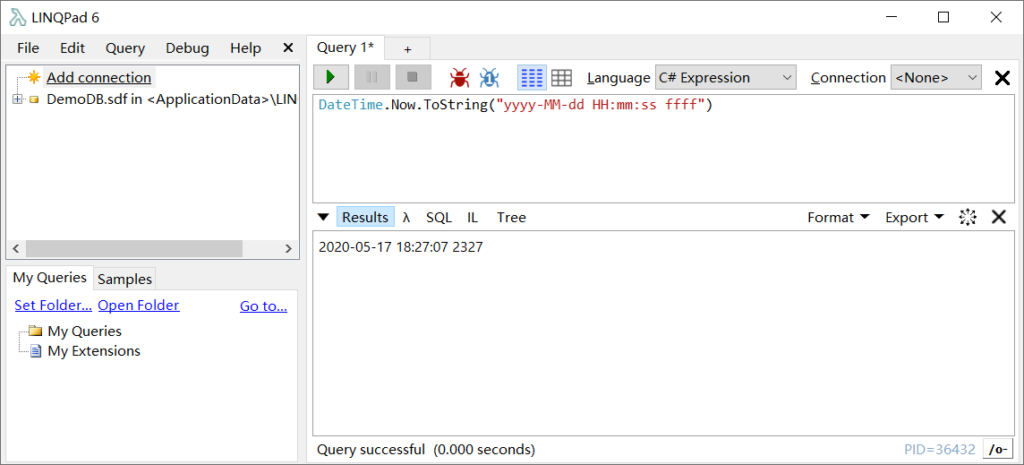 LINQPad 6
File Edit Query Debug Help
Add connection
DemoDB.sdf in <ApplicationData>\LIN
My Queries Samples
Set Folder... Open Folder Go to...
My Queries
My Extensions
Query 1* +
Language C# Expression Connection <None>
DateTime.Now.ToString("yyyy-MM-dd HH:mm:ss ffff")
Results λ SQL IL Tree Format Export
2020-05-17 18:27:07 2327
Query successful (0.000 seconds) PID=36432 /o-